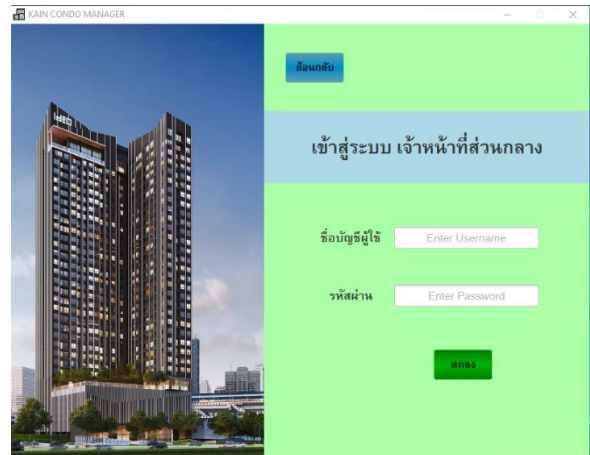 KAIN CONDO MANAGER
ย้อนกลับ
เข้าสู่ระบบ เจ้าหน้าที่ส่วนกลาง
ชื่อบัญชีผู้ใช้ Enter Username
รหัสผ่าน Enter Password
ตกลง